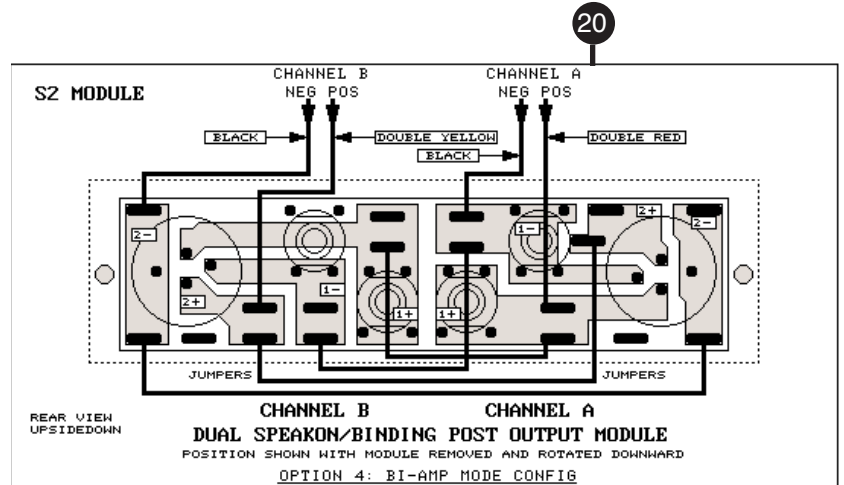 20
CHANNEL B CHANNEL A
S2 MODULE NEG POS NEG POS
BLACK DOUBLE YELLOW DOUBLE RED
BLACK
2- 1- 2+ 2-
1-
2+ 1+ 1+
JUMPERS JUMPERS
REAR VIEW
UPSIDEDOWN
CHANNEL B CHANNEL A
DUAL SPEAKON/BINDING POST OUTPUT MODULE
POSITION SHOWN WITH MODULE REMOVED AND ROTATED DOWNWARD
OPTION 4: BI-AMP MODE CONFIG